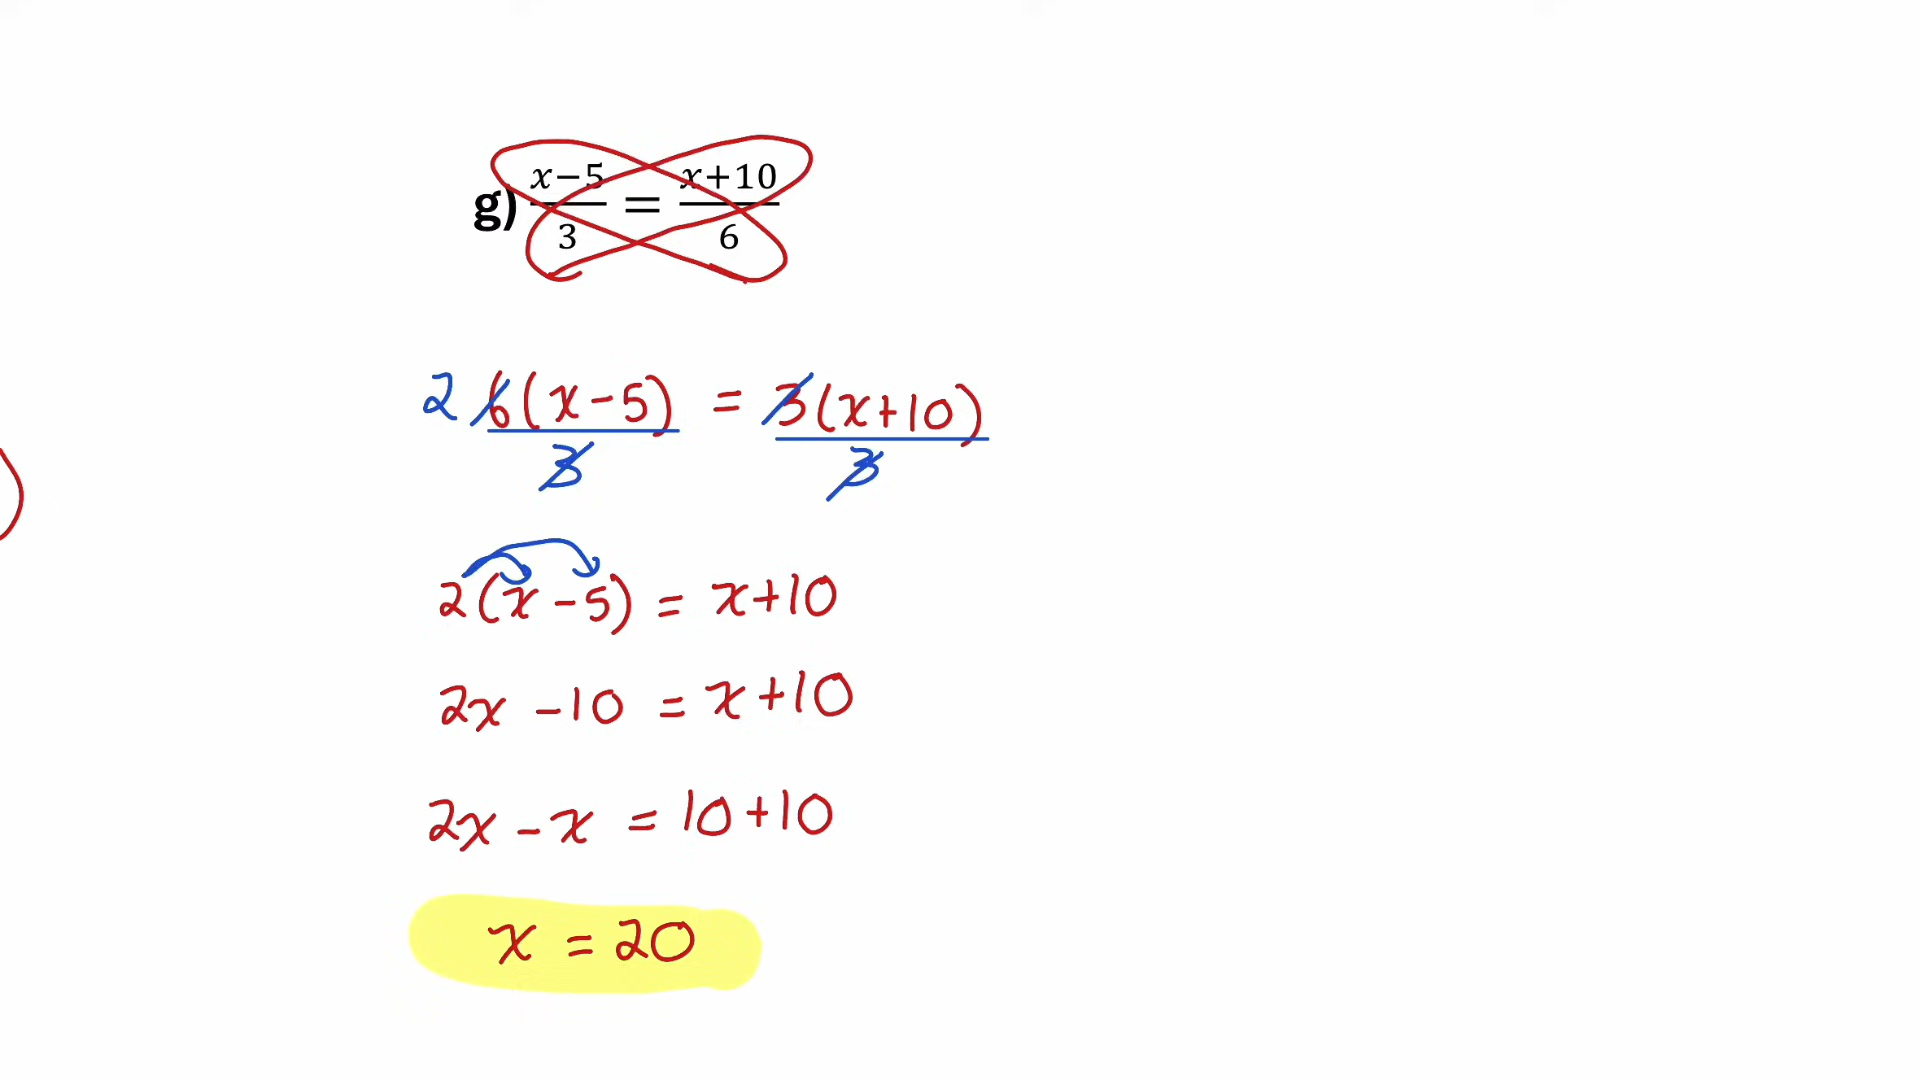 g) x−5/3 = x+10/6
2 6(x−5)/3 = 3(x+10)/3
2(x−5) = x+10
2x −10 = x+10
2x − x = 10+10
x = 20